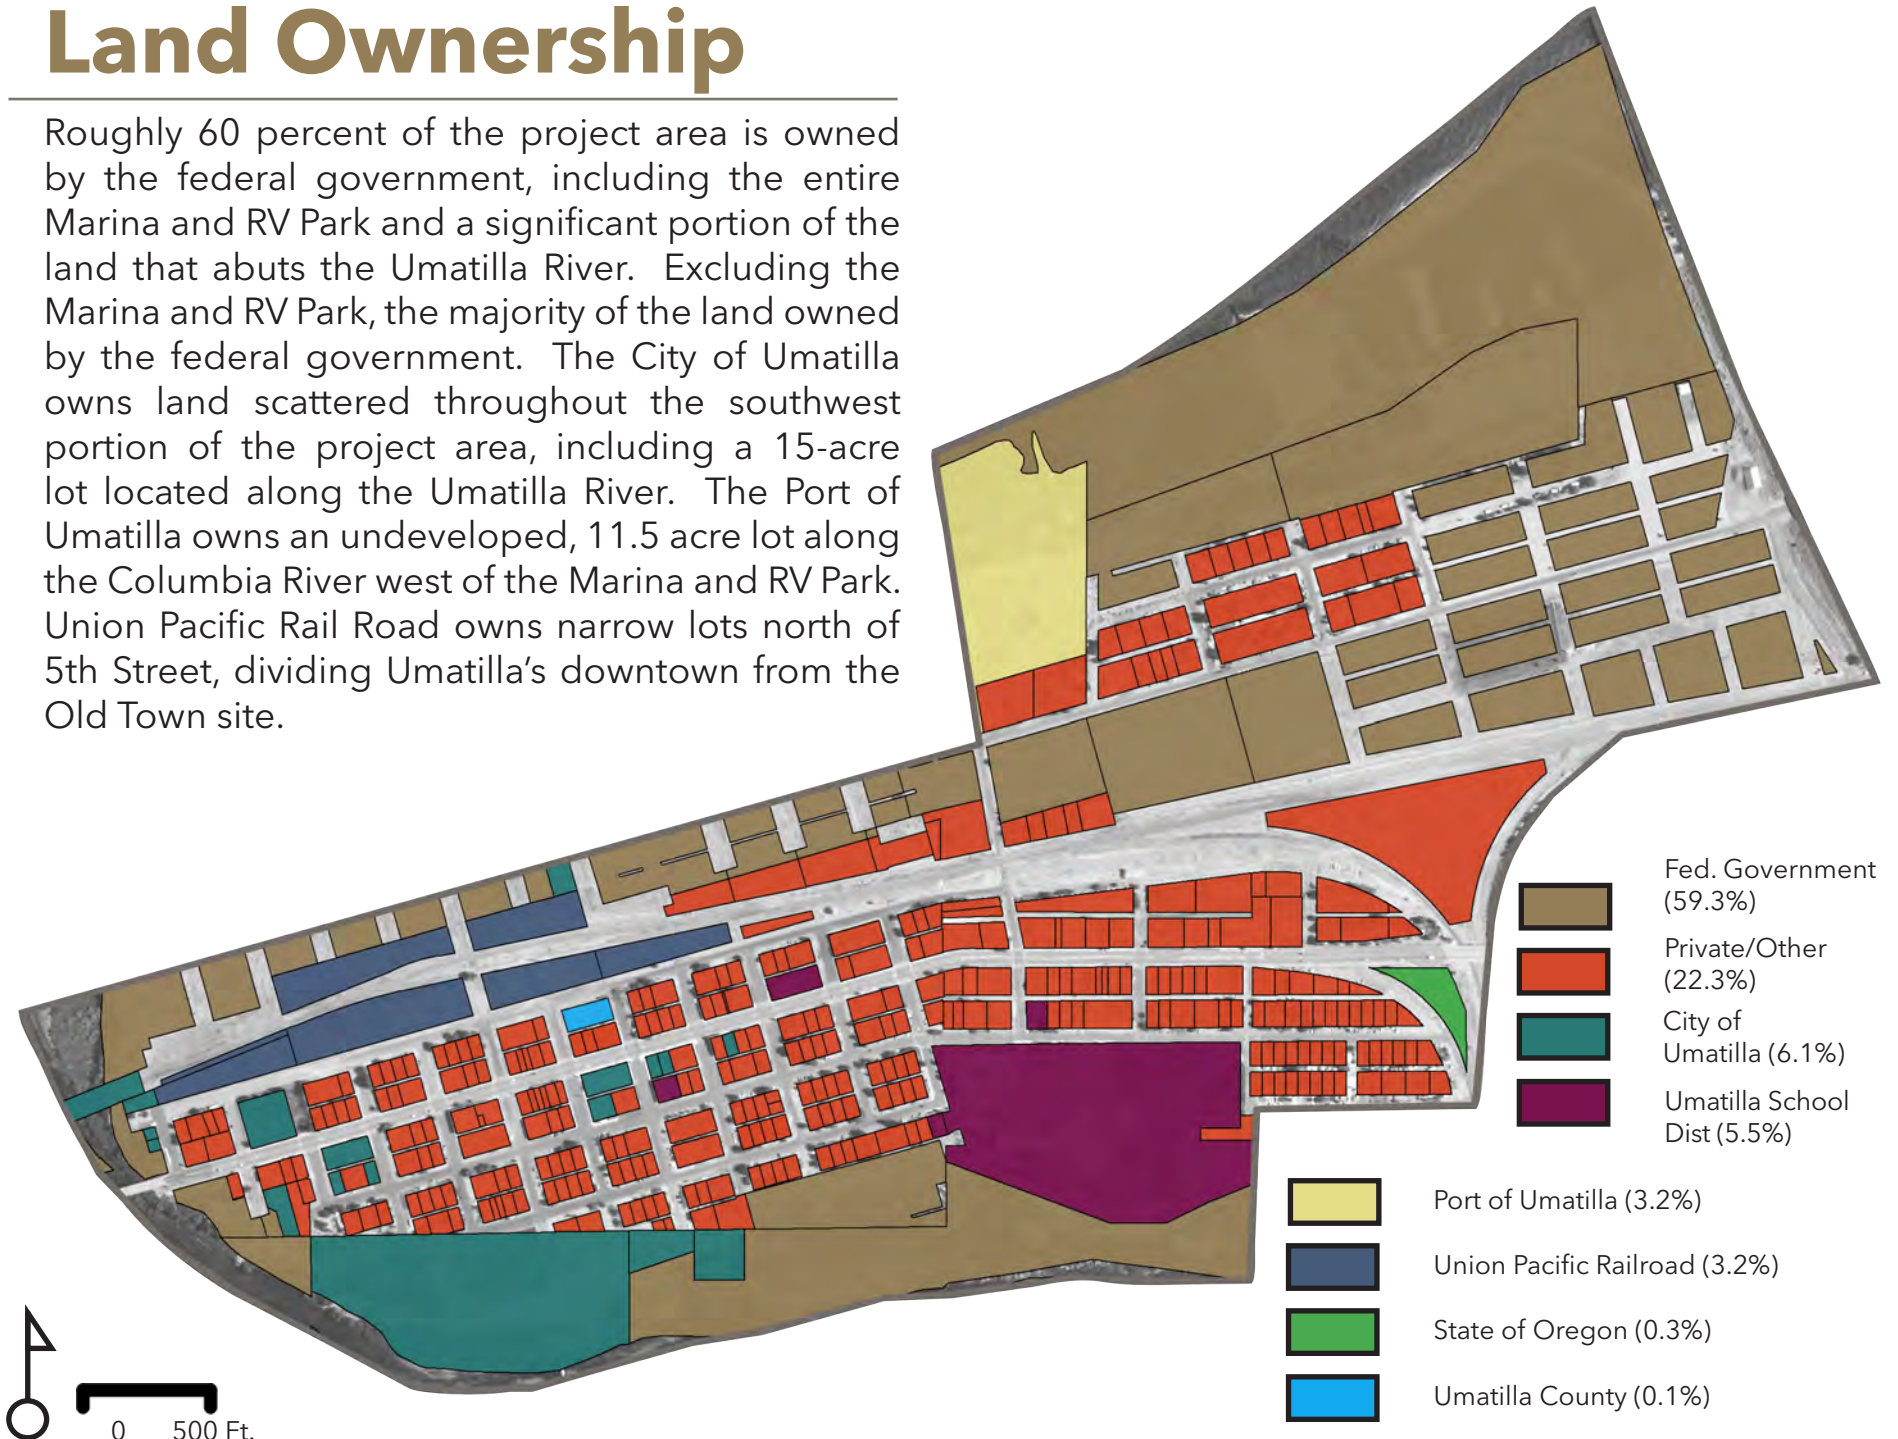 Land Ownership
Roughly 60 percent of the project area is owned
by the federal government, including the entire
Marina and RV Park and a significant portion of the
land that abuts the Umatilla River.  Excluding the
Marina and RV Park, the majority of the land owned
by the federal government.  The City of Umatilla
owns land scattered throughout the southwest
portion of the project area, including a 15-acre
lot located along the Umatilla River.  The Port of
Umatilla owns an undeveloped, 11.5 acre lot along
the Columbia River west of the Marina and RV Park.
Union Pacific Rail Road owns narrow lots north of
5th Street, dividing Umatilla’s downtown from the
Old Town site.
Fed. Government
(59.3%)
Private/Other
(22.3%)
City of
Umatilla (6.1%)
Umatilla School
Dist (5.5%)
Port of Umatilla (3.2%)
Union Pacific Railroad (3.2%)
State of Oregon (0.3%)
Umatilla County (0.1%)
0 500 Ft.